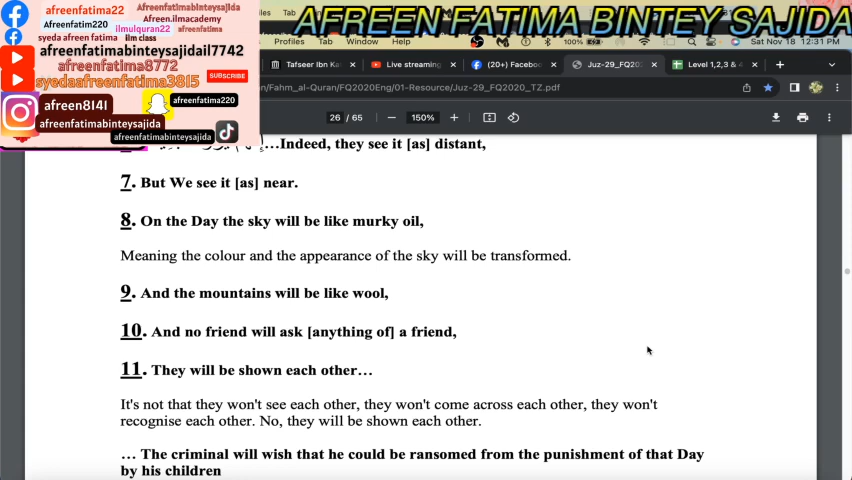 AFREEN FATIMA BINTEY SAJIDA
afreenfatima22
Afreenbinteysajida
Afreen.ilmacademy
Afreenfatim220
ilmulquran22
afreenfatima
syeda afreen fatima
ilm class
afreenfatimabinteysajidail7742
afreenfatima8772
syedaafreenfatima3815
SUBSCRIBE
afreen8141
afreenfatima220
afreenfatimabinteysajida
afreenfatimabinteysajida
Profiles Tab Window Help
100%
Sat Nov 18 12:31 PM
Tafseer Ibn Ka
Live streaming
(20+) Faceboo
Juz-29_FQ202
Level 1,2,3 & 4
n/Fahm_al-Quran/FQ2020Eng/01-Resource/Juz-29_FQ2020_TZ.pdf
26 / 65
150%
…Indeed, they see it [as] distant,
7. But We see it [as] near.
8. On the Day the sky will be like murky oil,
Meaning the colour and the appearance of the sky will be transformed.
9. And the mountains will be like wool,
10. And no friend will ask [anything of] a friend,
11. They will be shown each other…
It's not that they won't see each other, they won't come across each other, they won't
recognise each other. No, they will be shown each other.
… The criminal will wish that he could be ransomed from the punishment of that Day
by his children